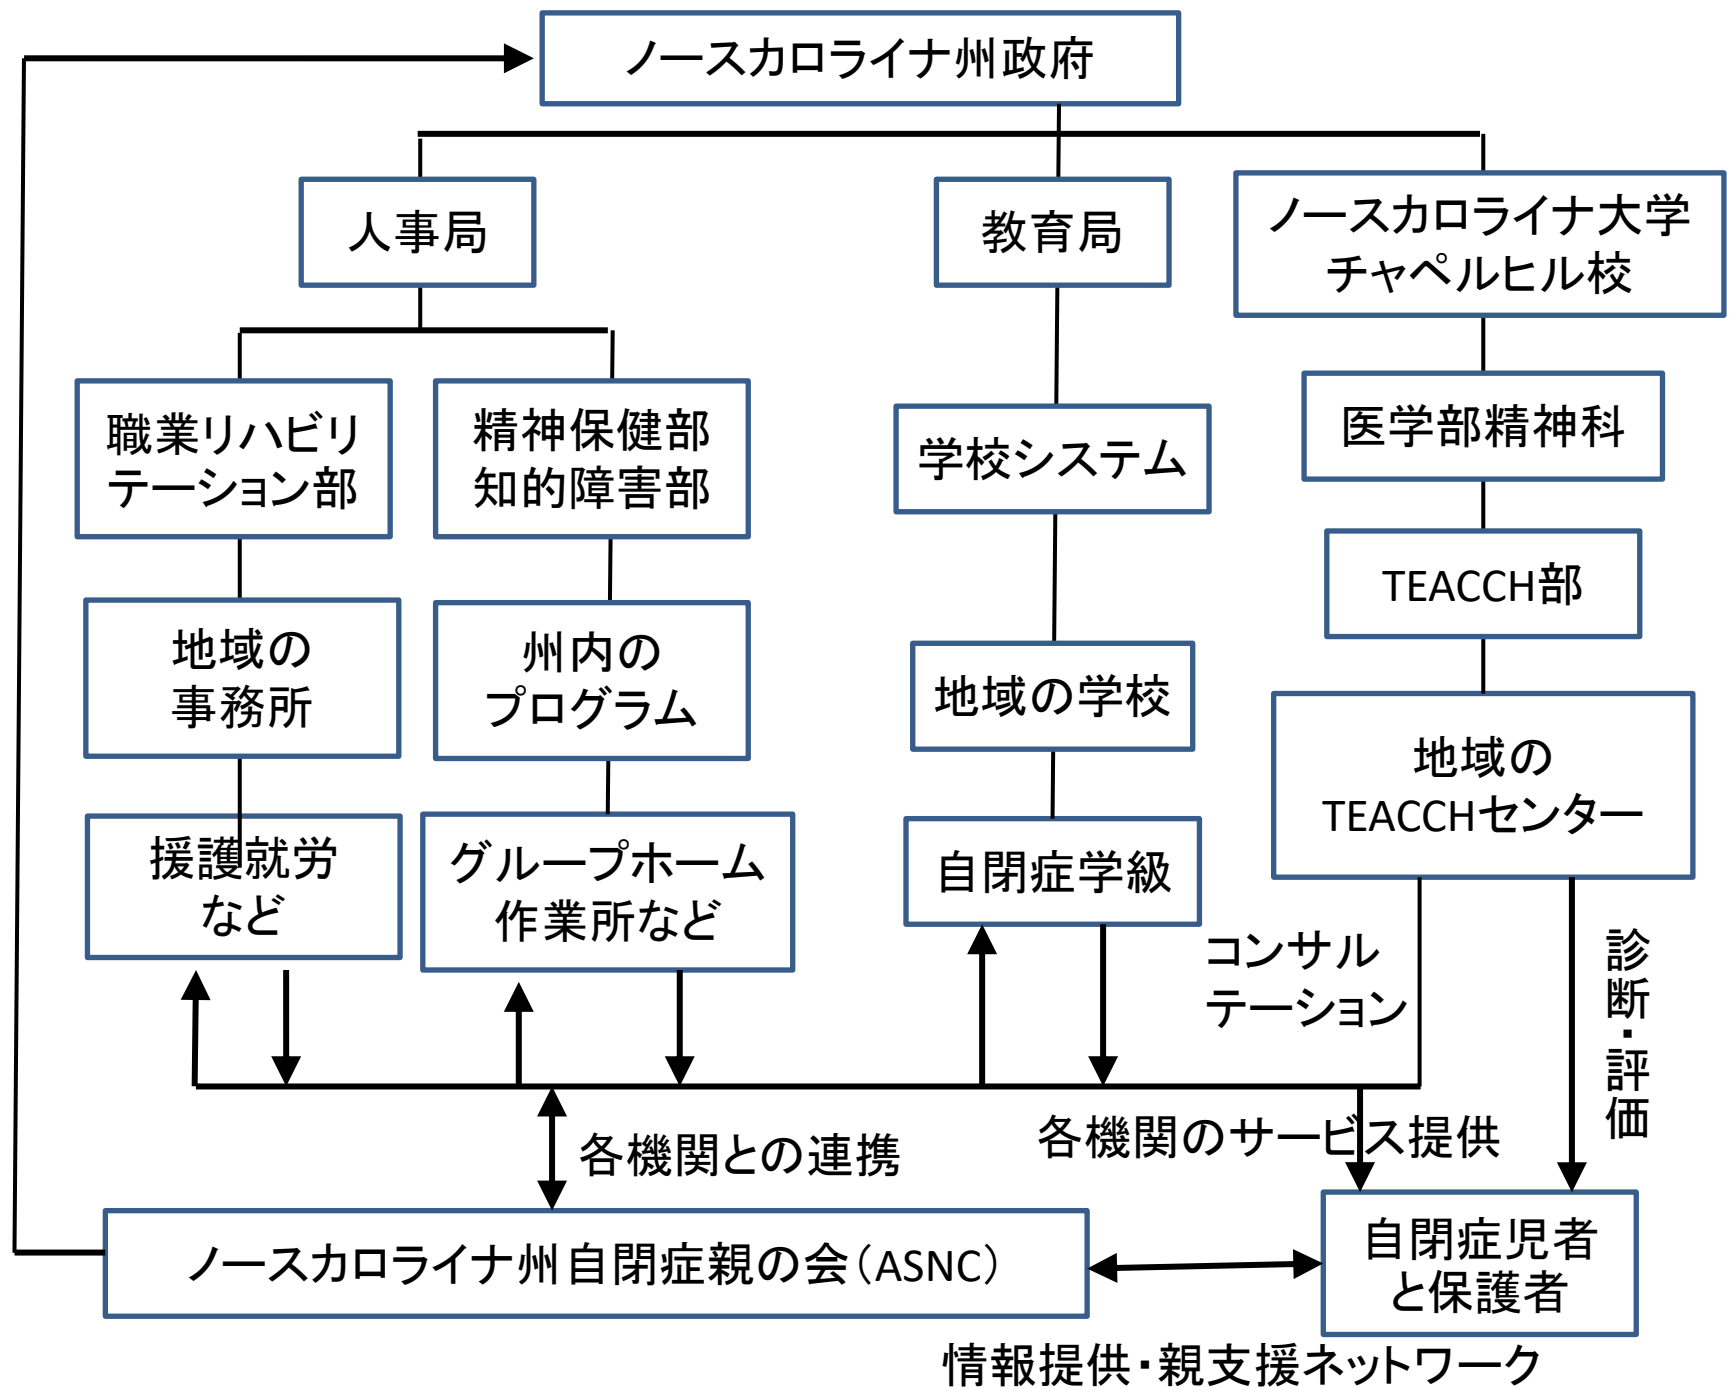 ノースカロライナ州政府
人事局
教育局
ノースカロライナ大学
チャペルヒル校
職業リハビリ
テーション部
精神保健部
知的障害部
学校システム
医学部精神科
TEACCH部
地域の
事務所
州内の
プログラム
地域の学校
地域の
TEACCHセンター
援護就労
など
グループホーム
作業所など
自閉症学級
コンサル
テーション
診断・評価
各機関との連携
各機関のサービス提供
ノースカロライナ州自閉症親の会（ASNC）
自閉症児者
と保護者
情報提供・親支援ネットワーク